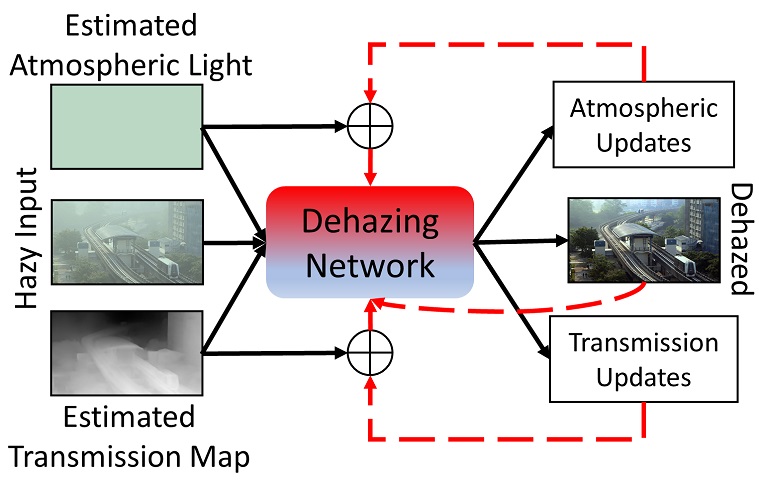 Estimated
Atmospheric Light
Hazy Input
Estimated
Transmission Map
Dehazing
Network
Atmospheric
Updates
Dehazed
Transmission
Updates